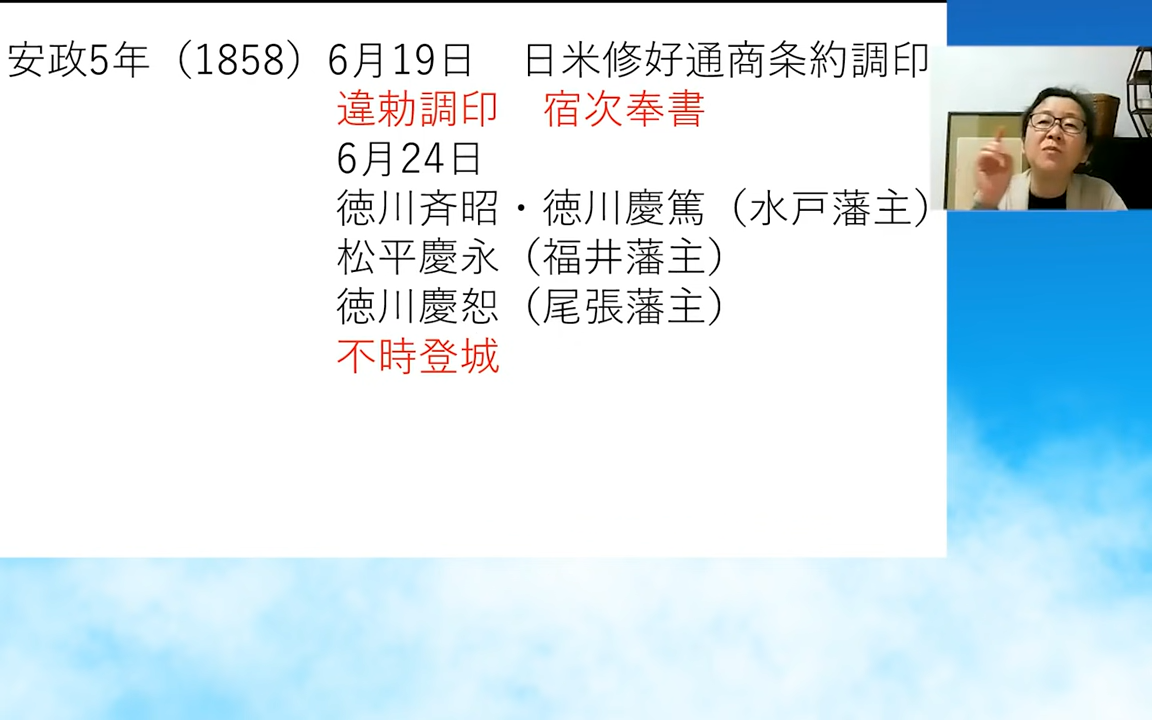 安政5年（1858）6月19日　日米修好通商条約調印
違勅調印　宿次奉書
6月24日
徳川斉昭・徳川慶篤（水戸藩主）
松平慶永（福井藩主）
徳川慶恕（尾張藩主）
不時登城